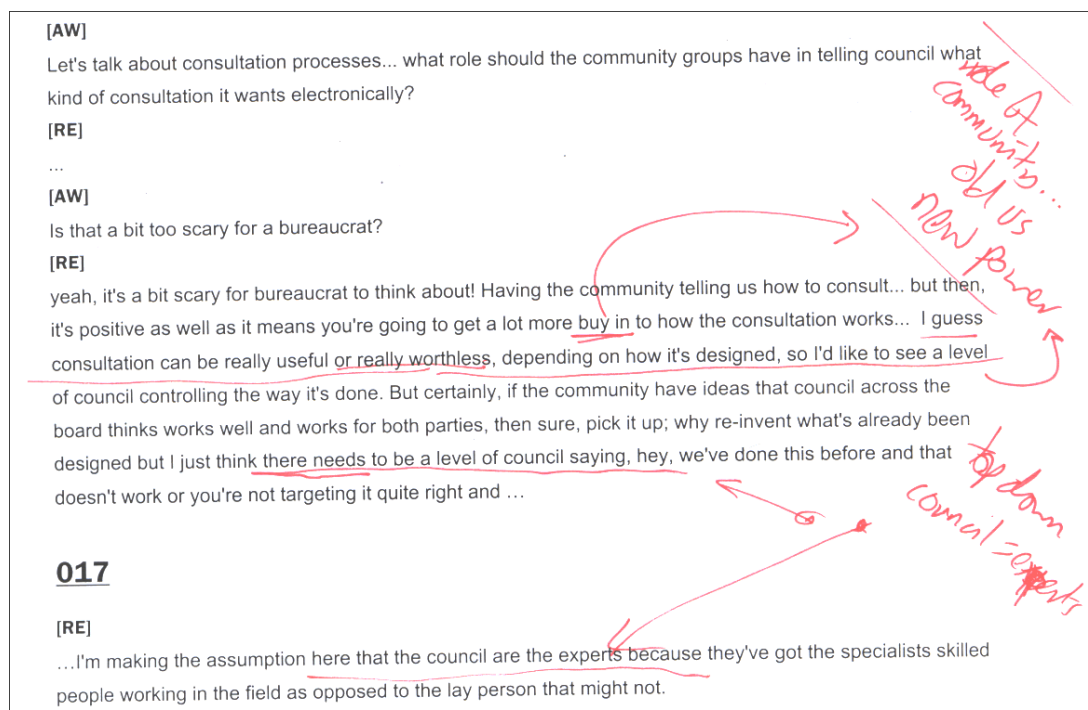 [AW]
Let's talk about consultation processes... what role should the community groups have in telling council what
kind of consultation it wants electronically?
[RE]
...
[AW]
Is that a bit too scary for a bureaucrat?
[RE]
yeah, it's a bit scary for bureaucrat to think about! Having the community telling us how to consult... but then,
it's positive as well as it means you're going to get a lot more buy in to how the consultation works... I guess
consultation can be really useful or really worthless, depending on how it's designed, so I'd like to see a level
of council controlling the way it's done. But certainly, if the community have ideas that council across the
board thinks works well and works for both parties, then sure, pick it up; why re-invent what's already been
designed but I just think there needs to be a level of council saying, hey, we've done this before and that
doesn't work or you're not targeting it quite right and ...
017
[RE]
...I'm making the assumption here that the council are the experts because they've got the specialists skilled
people working in the field as opposed to the lay person that might not.
role
community...
old us
new power
top down
council = experts